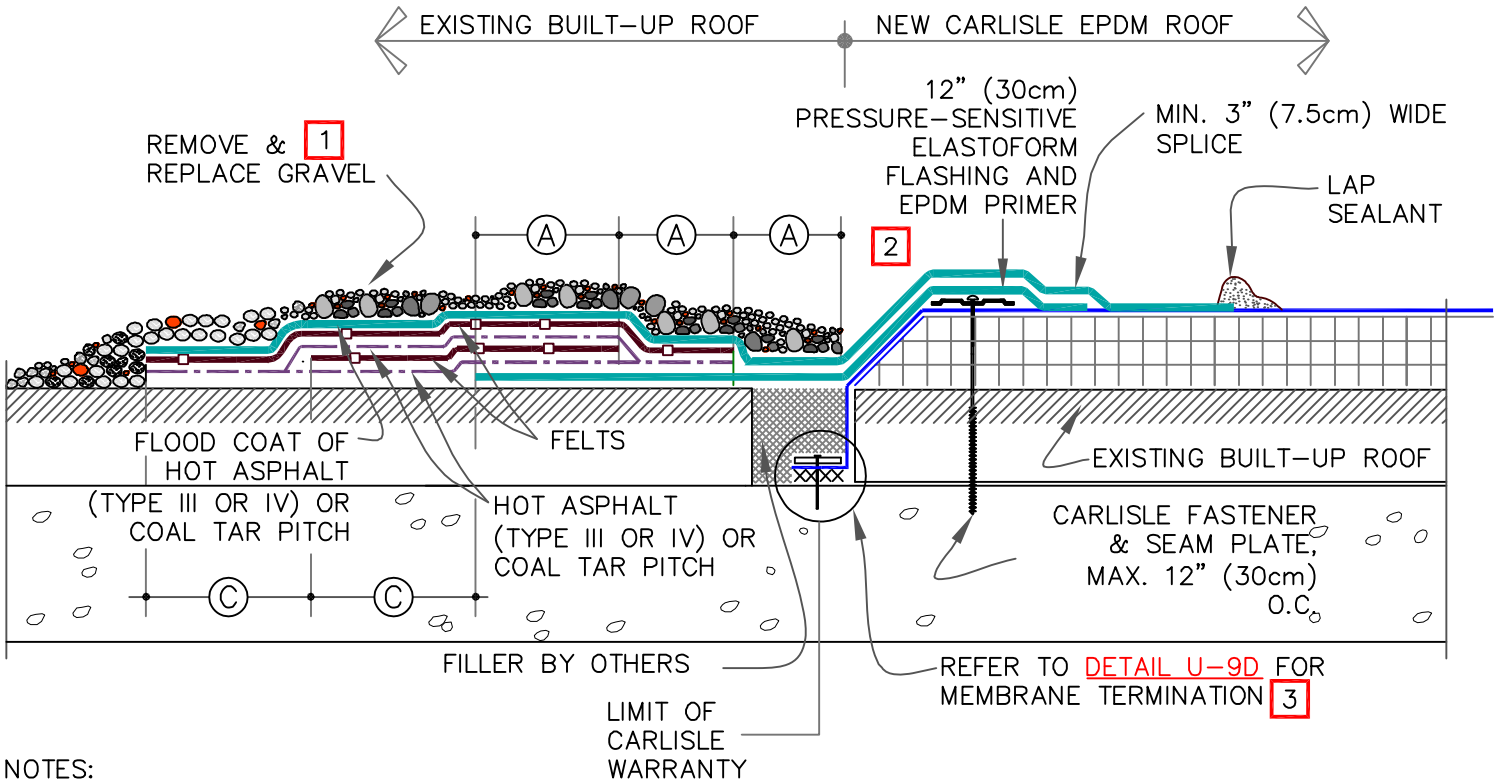 EXISTING BUILT-UP ROOF
NEW CARLISLE EPDM ROOF
12" (30cm)
PRESSURE-SENSITIVE
ELASTOFORM
FLASHING AND
EPDM PRIMER
MIN. 3" (7.5cm) WIDE
SPLICE
REMOVE & 1
REPLACE GRAVEL
LAP
SEALANT
A
A
A
2
FLOOD COAT OF
HOT ASPHALT
(TYPE III OR IV) OR
COAL TAR PITCH
FELTS
HOT ASPHALT
(TYPE III OR IV) OR
COAL TAR PITCH
EXISTING BUILT-UP ROOF
CARLISLE FASTENER
& SEAM PLATE,
MAX. 12" (30cm)
O.C.
C
C
FILLER BY OTHERS
REFER TO DETAIL U-9D FOR
MEMBRANE TERMINATION 3
LIMIT OF
CARLISLE
WARRANTY
NOTES: